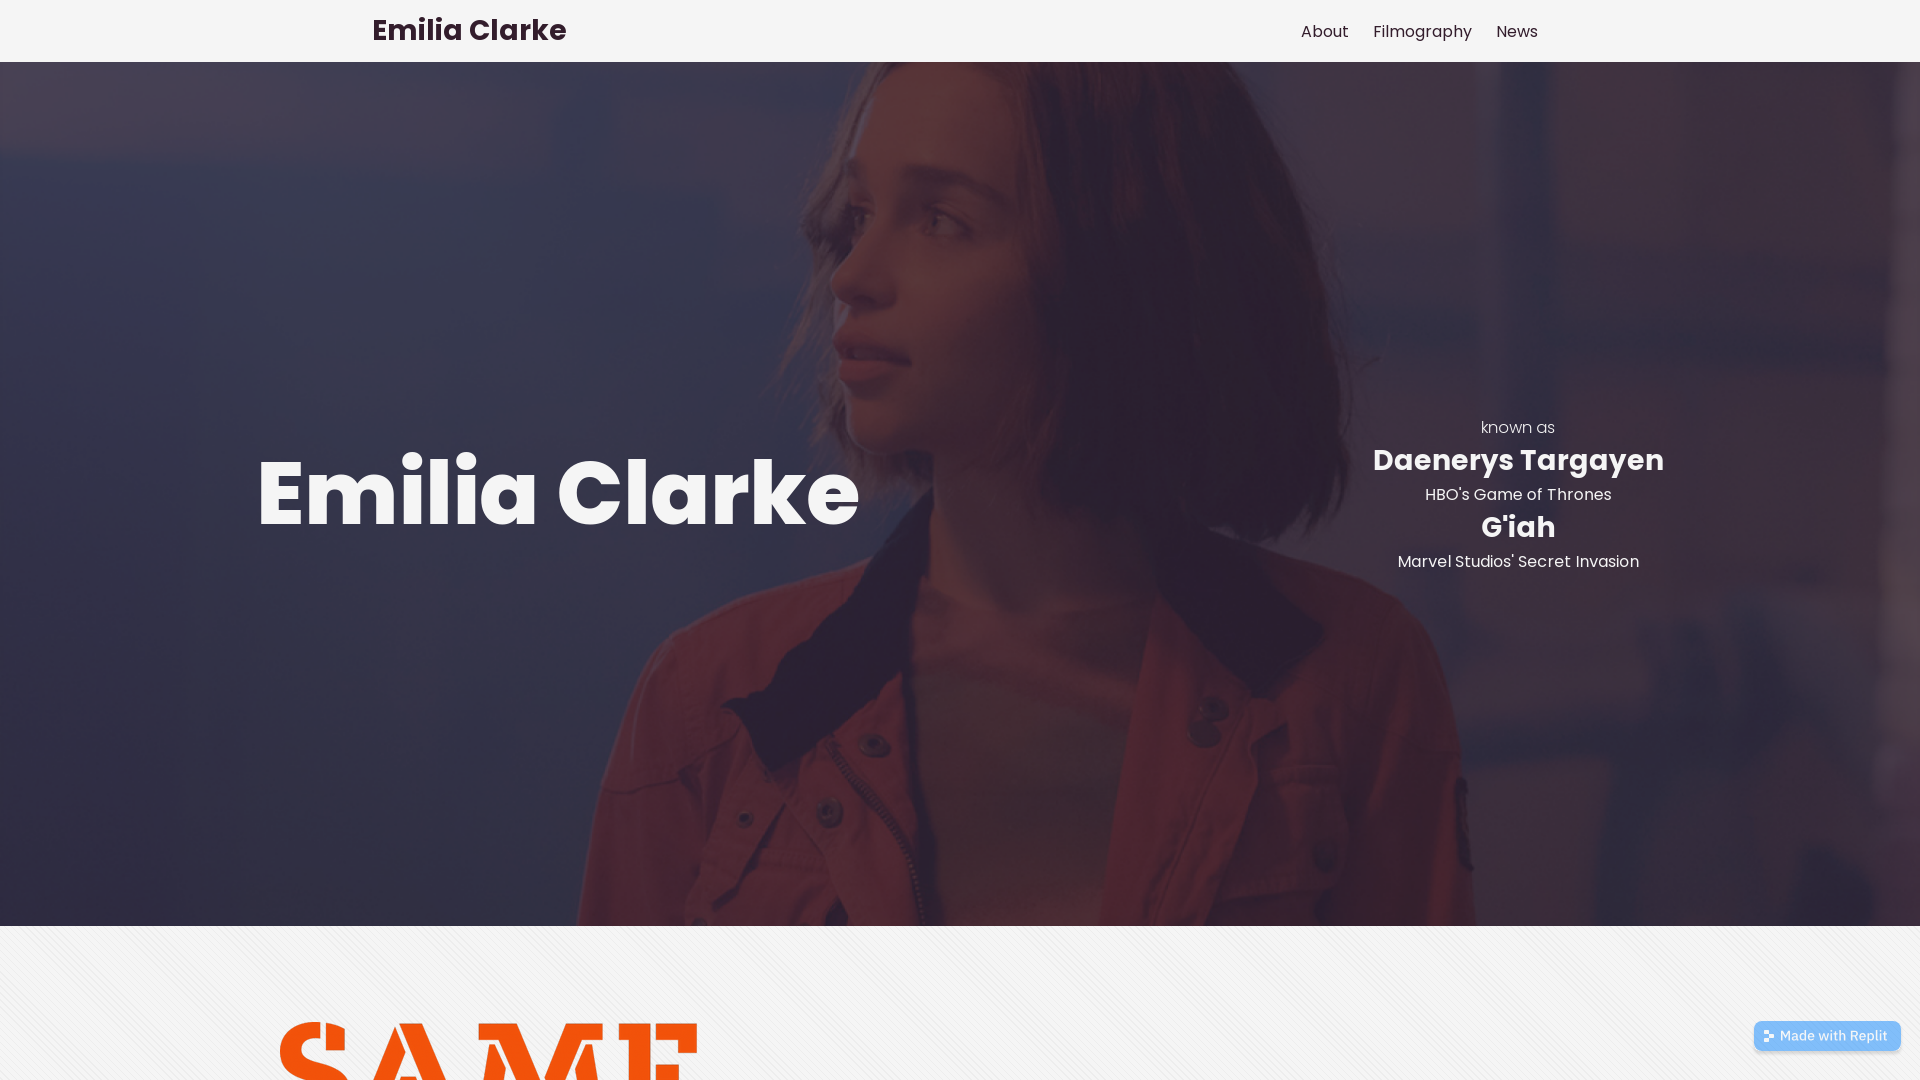 Emilia Clarke
About Filmography News
Emilia Clarke
known as
Daenerys Targayen
HBO's Game of Thrones
G'iah
Marvel Studios' Secret Invasion
SAME
Made with Replit